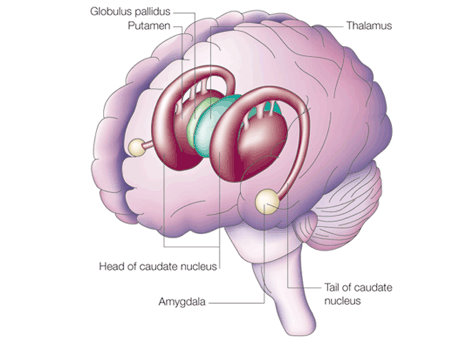 Globulus pallidus
Putamen
Thalamus
Head of caudate nucleus
Amygdala
Tail of caudate
nucleus